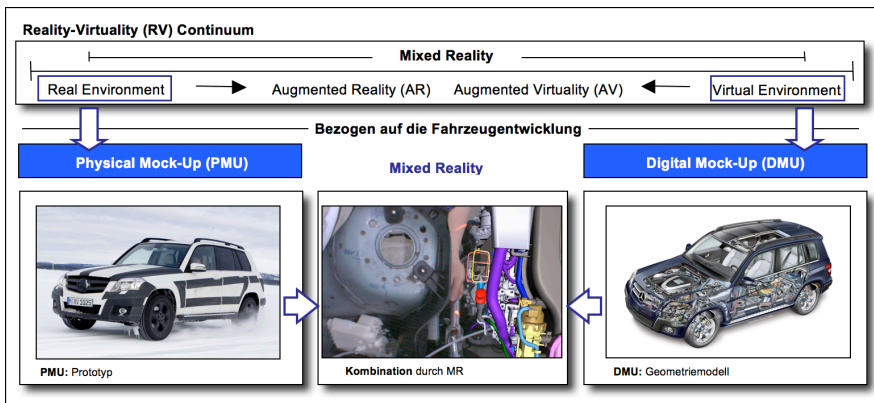 Reality-Virtuality (RV) Continuum
Mixed Reality
Real Environment
Augmented Reality (AR)
Augmented Virtuality (AV)
Virtual Environment
Bezogen auf die Fahrzeugentwicklung
Physical Mock-Up (PMU)
Mixed Reality
Digital Mock-Up (DMU)
PMU: Prototyp
Kombination durch MR
DMU: Geometriemodell